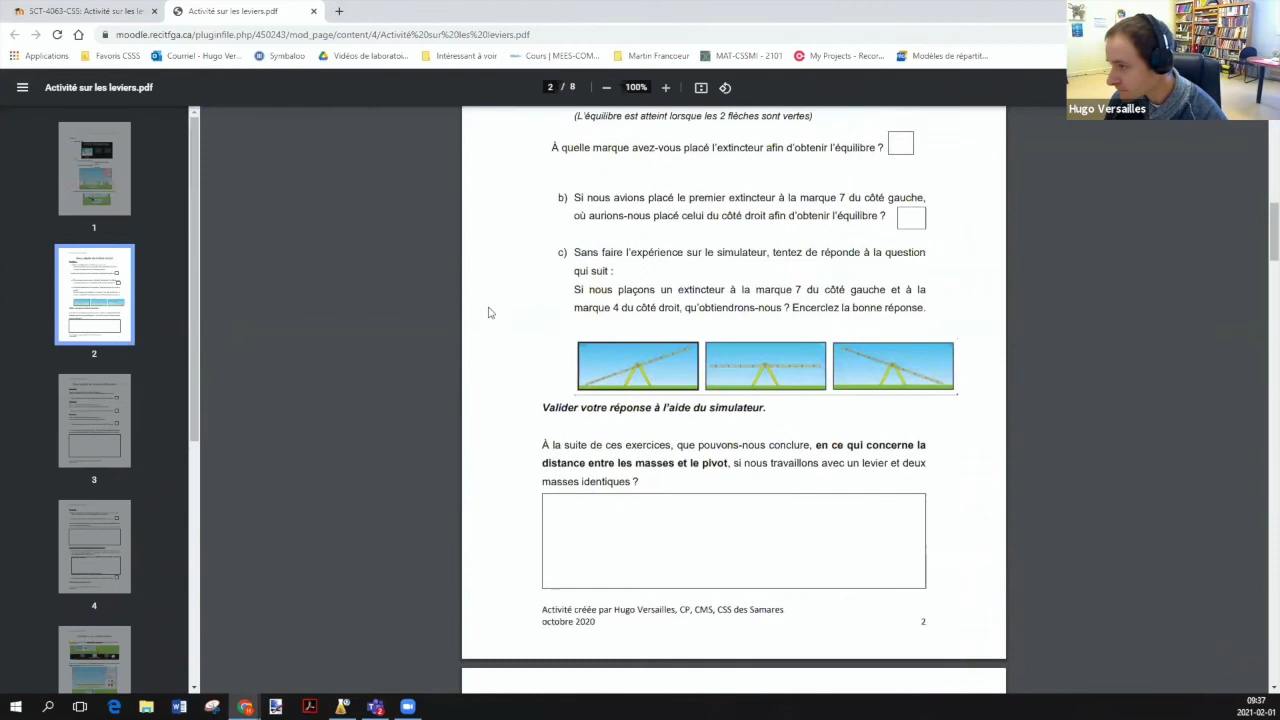 SCT-4063-CSS: Activité sur les le
Activité sur les leviers.pdf
moodle.recitfga.ca/pluginfile.php/450243/mod_page/content/4/Activité%20sur%20les%20leviers.pdf
Applications
Favoris CSSS
Courriel - Hugo Ver...
Symbaloo
Vidéos de laboratoi...
Intéressant à voir
Cours | MEES-COM...
Martin Francoeur
MAT-CSSMI - 2101
My Projects - Recor...
Modèles de répartit...
Hugo Versailles
Activité sur les leviers.pdf
2 / 8
100%
(L'équilibre est atteint lorsque les 2 flèches sont vertes)
À quelle marque avez-vous placé l'extincteur afin d'obtenir l'équilibre ?
b) Si nous avions placé le premier extincteur à la marque 7 du côté gauche,
où aurions-nous placé celui du côté droit afin d'obtenir l'équilibre ?
c) Sans faire l'expérience sur le simulateur, tentez de réponde à la question
qui suit :
Si nous plaçons un extincteur à la marque 7 du côté gauche et à la
marque 4 du côté droit, qu'obtiendrons-nous ? Encerclez la bonne réponse.
Valider votre réponse à l'aide du simulateur.
À la suite de ces exercices, que pouvons-nous conclure, en ce qui concerne la
distance entre les masses et le pivot, si nous travaillons avec un levier et deux
masses identiques ?
Activité créée par Hugo Versailles, CP, CMS, CSS des Samares
octobre 2020
2
1
2
3
4
09:37
2021-02-01